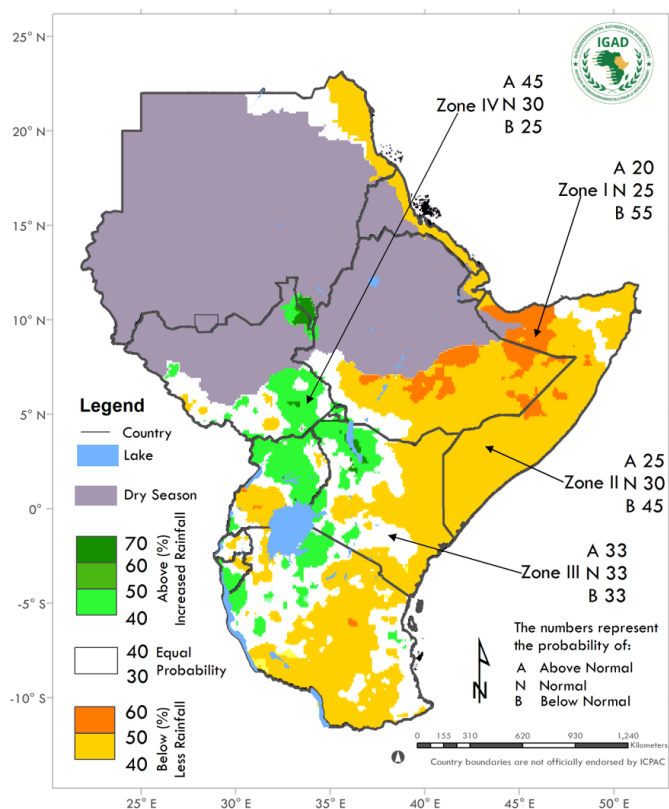 25° N
20° N
15° N
10° N
5° N
0°
-5° S
-10° S
25° E
30° E
35° E
40° E
45° E
50° E
INTERGOVERNMENTAL AUTHORITY ON DEVELOPMENT
IGAD
A 45
Zone IV N 30
B 25
A 20
Zone I N 25
B 55
A 25
Zone II N 30
B 45
A 33
Zone III N 33
B 33
Legend
Country
Lake
Dry Season
70
60
50
40
Above (%)
Increased Rainfall
40
30
Equal
Probability
60
50
40
Below (%)
Less Rainfall
The numbers represent
the probability of:
A Above Normal
N Normal
B Below Normal
N
0 155 310 620 930 1,240
Kilometers
Country boundaries are not officially endorsed by ICPAC